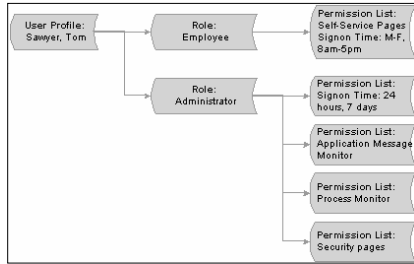 User Profile:
Sawyer, Tom
Role:
Employee
Permission List:
Self-Service Pages
Signon Time: M-F,
8am-5pm
Role:
Administrator
Permission List:
Signon Time: 24
hours, 7 days
Permission List:
Application Message
Monitor
Permission List:
Process Monitor
Permission List:
Security pages